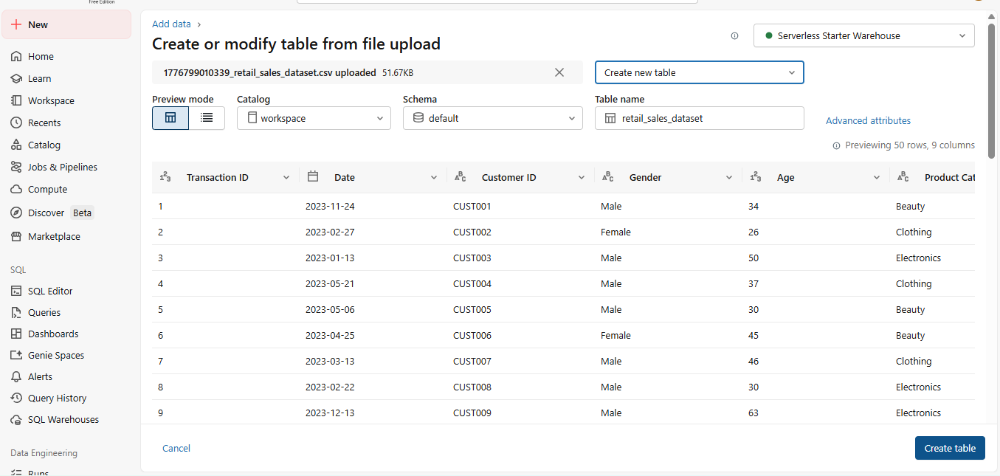 Free Edition
New
Home
Learn
Workspace
Recents
Catalog
Jobs & Pipelines
Compute
Discover Beta
Marketplace
SQL
SQL Editor
Queries
Dashboards
Genie Spaces
Alerts
Query History
SQL Warehouses
Data Engineering
Runs
Add data
Create or modify table from file upload
Serverless Starter Warehouse
1776799010339_retail_sales_dataset.csv uploaded 51.67KB
Create new table
Preview mode Catalog Schema Table name
workspace default retail_sales_dataset
Advanced attributes
Previewing 50 rows, 9 columns
Transaction ID Date Customer ID Gender Age Product Cat
1 2023-11-24 CUST001 Male 34 Beauty
2 2023-02-27 CUST002 Female 26 Clothing
3 2023-01-13 CUST003 Male 50 Electronics
4 2023-05-21 CUST004 Male 37 Clothing
5 2023-05-06 CUST005 Male 30 Beauty
6 2023-04-25 CUST006 Female 45 Beauty
7 2023-03-13 CUST007 Male 46 Clothing
8 2023-02-22 CUST008 Male 30 Electronics
9 2023-12-13 CUST009 Male 63 Electronics
Cancel
Create table